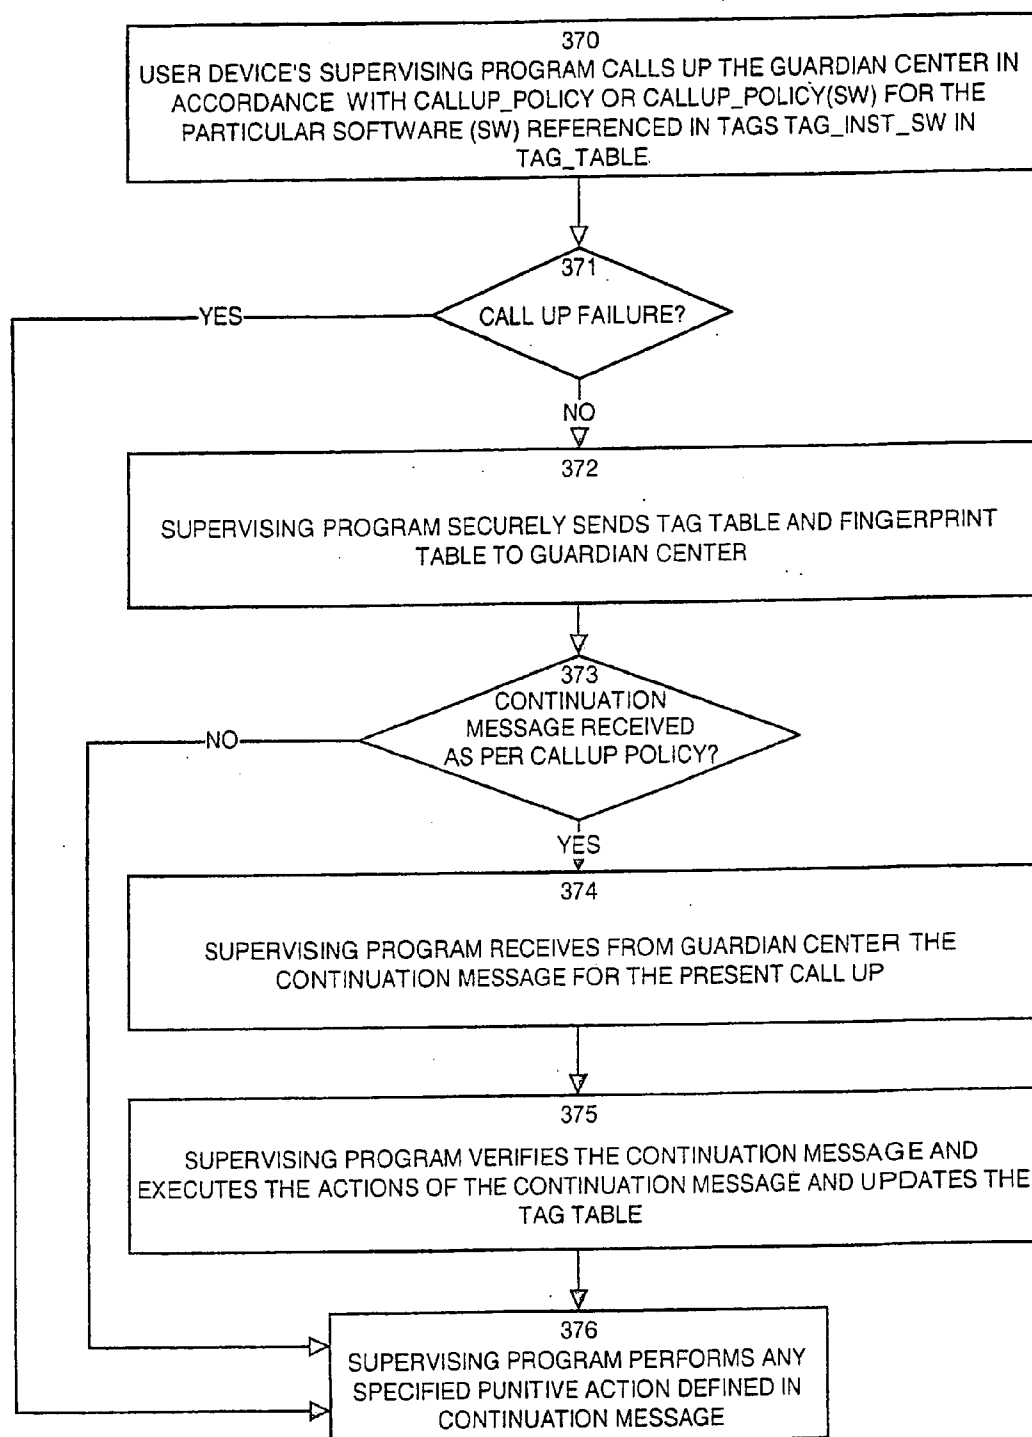 370
USER DEVICE'S SUPERVISING PROGRAM CALLS UP THE GUARDIAN CENTER IN
ACCORDANCE WITH CALLUP_POLICY OR CALLUP_POLICY(SW) FOR THE
PARTICULAR SOFTWARE (SW) REFERENCED IN TAGS TAG_INST_SW IN
TAG_TABLE.
371
CALL UP FAILURE?
YES
NO
372
SUPERVISING PROGRAM SECURELY SENDS TAG TABLE AND FINGERPRINT
TABLE TO GUARDIAN CENTER
373
CONTINUATION
MESSAGE RECEIVED
AS PER CALLUP POLICY?
NO
YES
374
SUPERVISING PROGRAM RECEIVES FROM GUARDIAN CENTER THE
CONTINUATION MESSAGE FOR THE PRESENT CALL UP
375
SUPERVISING PROGRAM VERIFIES THE CONTINUATION MESSAGE AND
EXECUTES THE ACTIONS OF THE CONTINUATION MESSAGE AND UPDATES THE
TAG TABLE
376
SUPERVISING PROGRAM PERFORMS ANY
SPECIFIED PUNITIVE ACTION DEFINED IN
CONTINUATION MESSAGE